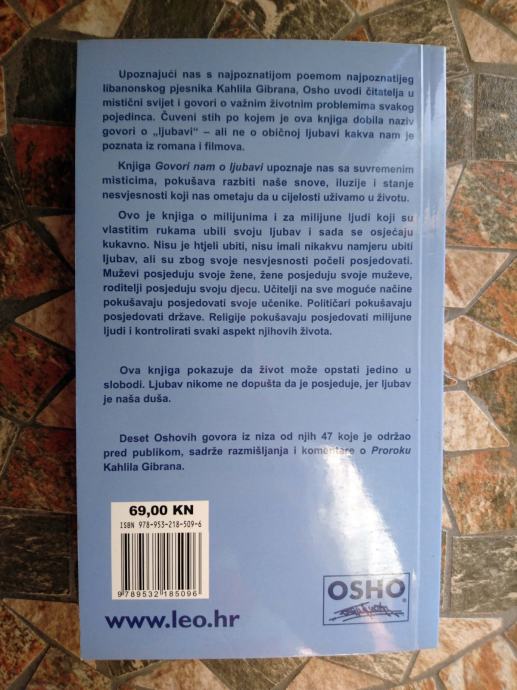 Upoznajući nas s najpoznatijom poemom najpoznatijeg
libanonskog pjesnika Kahlila Gibrana, Osho uvodi čitatelja u
mistični svijet i govori o važnim životnim problemima svakog
pojedinca. Čuveni stih po kojem je ova knjiga dobila naziv
govori o „ljubavi“ – ali ne o običnoj ljubavi kakva nam je
poznata iz romana i filmova.
Knjiga Govori nam o ljubavi upoznaje nas sa suvremenim
misticima, pokušava razbiti naše snove, iluzije i stanje
nesvjesnosti koji nas ometaju da u cijelosti uživamo u životu.
Ovo je knjiga o milijunima i za milijune ljudi koji su
vlastitim rukama ubili svoju ljubav i sada se osjećaju
kukavno. Nisu je htjeli ubiti, nisu imali nikakvu namjeru ubiti
ljubav, ali su zbog svoje nesvjesnosti počeli posjedovati.
Muževi posjeduju svoje žene, žene posjeduju svoje muževe,
roditelji posjeduju svoju djecu. Učitelji na sve moguće načine
pokušavaju posjedovati svoje učenike. Političari pokušavaju
posjedovati države. Religije pokušavaju posjedovati milijune
ljudi i kontrolirati svaki aspekt njihovih života.
Ova knjiga pokazuje da život može opstati jedino u
slobodi. Ljubav nikome ne dopušta da je posjeduje, jer ljubav
je naša duša.
Deset Oshovih govora iz niza od njih 47 koje je održao
pred publikom, sadrže razmišljanja i komentare o Proroku
Kahlila Gibrana.
69,00 KN
ISBN 978-953-218-509-6
9789532185096
www.leo.hr
OSHO